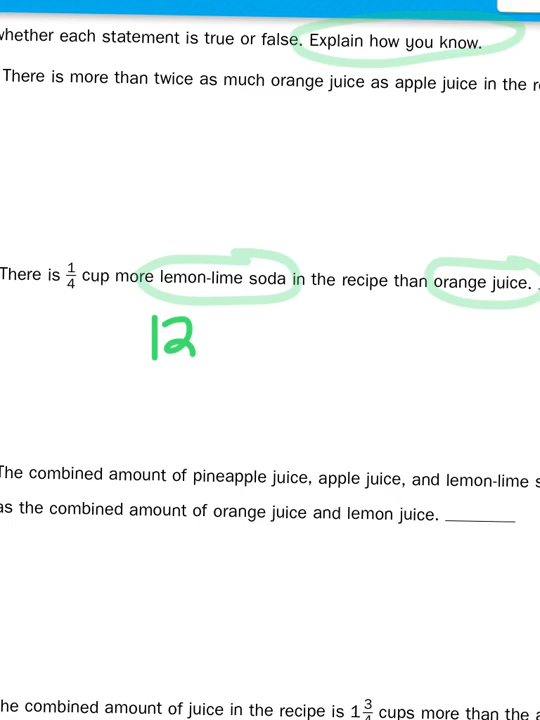 whether each statement is true or false. Explain how you know.
There is more than twice as much orange juice as apple juice in the
There is 1/4 cup more lemon-lime soda in the recipe than orange juice.
12
The combined amount of pineapple juice, apple juice, and lemon-lime
as the combined amount of orange juice and lemon juice.
he combined amount of juice in the recipe is 1 3/4 cups more than the